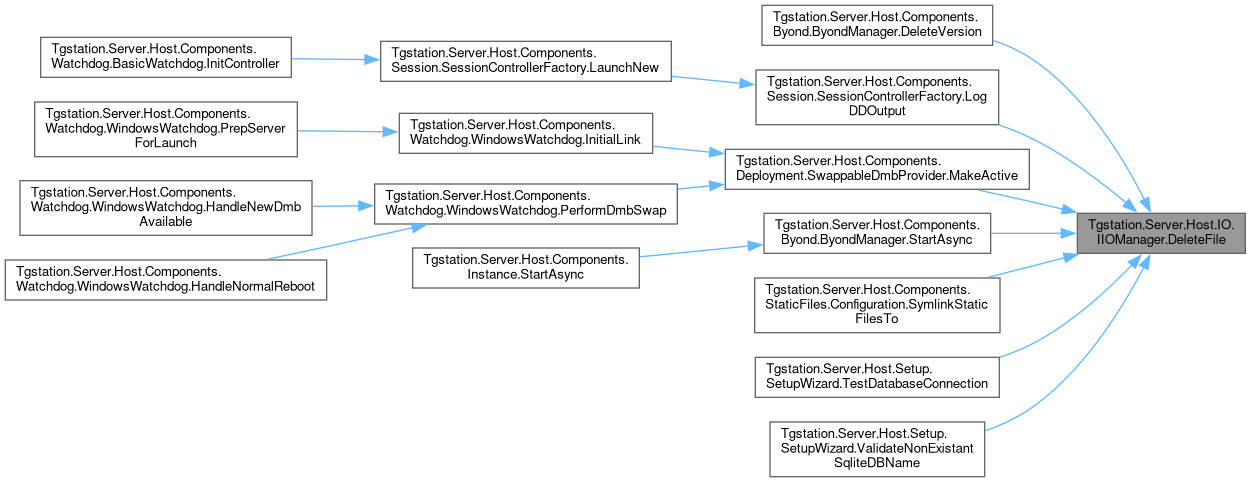 Tgstation.Server.Host.Components.
Byond.ByondManager.DeleteVersion
Tgstation.Server.Host.Components.
Watchdog.BasicWatchdog.InitController
Tgstation.Server.Host.Components.
Session.SessionControllerFactory.LaunchNew
Tgstation.Server.Host.Components.
Session.SessionControllerFactory.Log
DDOutput
Tgstation.Server.Host.Components.
Watchdog.WindowsWatchdog.PrepServer
ForLaunch
Tgstation.Server.Host.Components.
Watchdog.WindowsWatchdog.InitialLink
Tgstation.Server.Host.Components.
Deployment.SwappableDmbProvider.MakeActive
Tgstation.Server.Host.Components.
Watchdog.WindowsWatchdog.HandleNewDmb
Available
Tgstation.Server.Host.Components.
Watchdog.WindowsWatchdog.PerformDmbSwap
Tgstation.Server.Host.Components.
Byond.ByondManager.StartAsync
Tgstation.Server.Host.IO.
IIOManager.DeleteFile
Tgstation.Server.Host.Components.
Watchdog.WindowsWatchdog.HandleNormalReboot
Tgstation.Server.Host.Components.
Instance.StartAsync
Tgstation.Server.Host.Components.
StaticFiles.Configuration.SymlinkStatic
FilesTo
Tgstation.Server.Host.Setup.
SetupWizard.TestDatabaseConnection
Tgstation.Server.Host.Setup.
SetupWizard.ValidateNonExistant
SqliteDBName